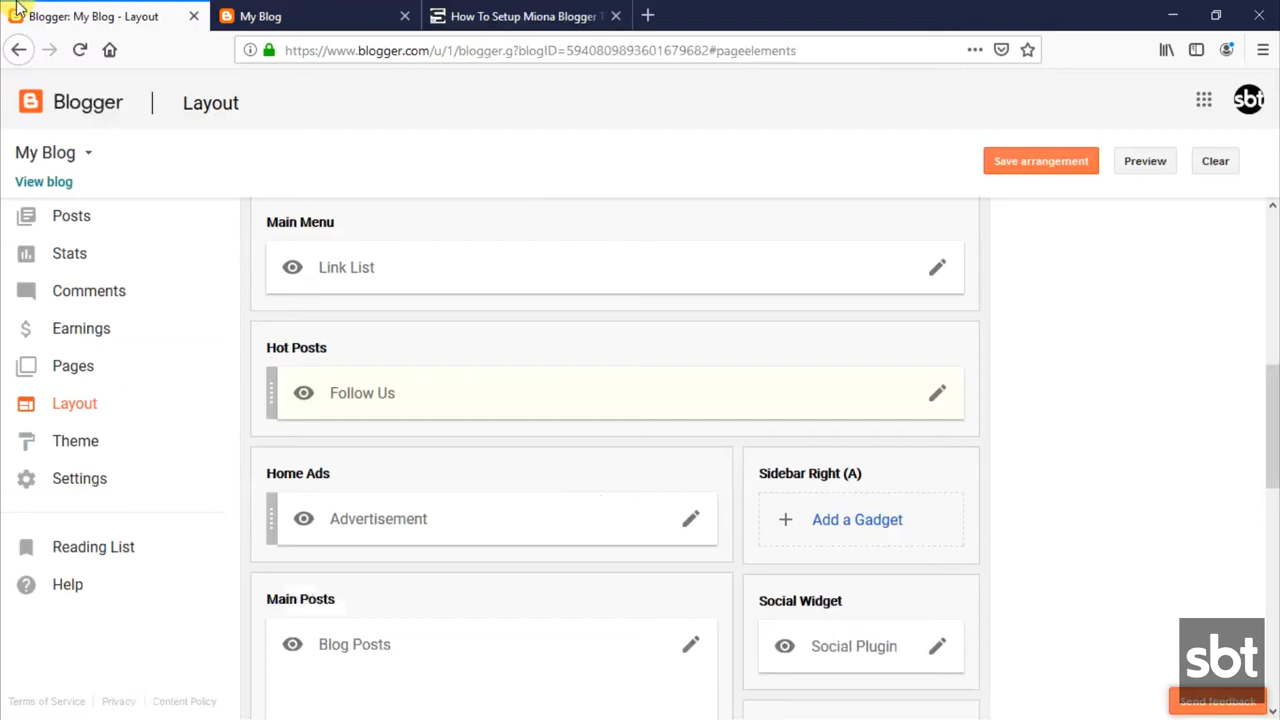 Blogger: My Blog - Layout
My Blog
How To Setup Miona Blogger T
https://www.blogger.com/u/1/blogger.g?blogID=5940809893601679682#pageelements
Blogger
Layout
sbt
My Blog
View blog
Save arrangement
Preview
Clear
Posts
Stats
Comments
Earnings
Pages
Layout
Theme
Settings
Reading List
Help
Terms of Service
Privacy
Content Policy
Main Menu
Link List
Hot Posts
Follow Us
Home Ads
Advertisement
Sidebar Right (A)
Add a Gadget
Main Posts
Blog Posts
Social Widget
Social Plugin
sbt
Send feedback